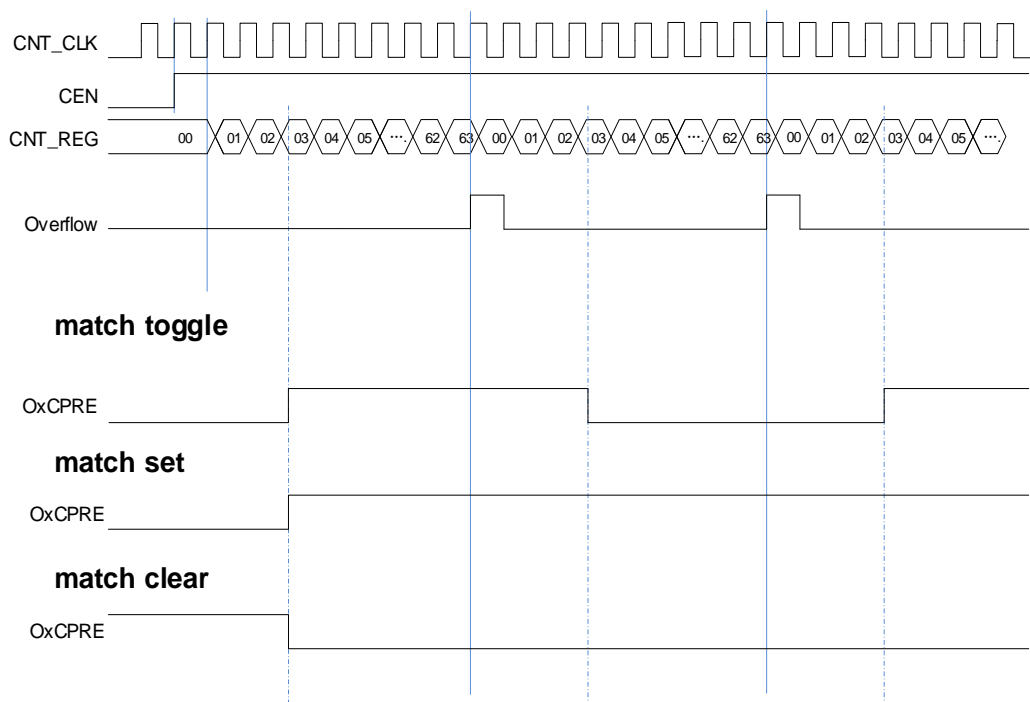 CNT_CLK
CEN
CNT_REG 00 01 02 03 04 05 ···. 62 63 00 01 02 03 04 05 ···. 62 63 00 01 02 03 04 05 ···.
Overflow
match toggle
OxCPRE
match set
OxCPRE
match clear
OxCPRE